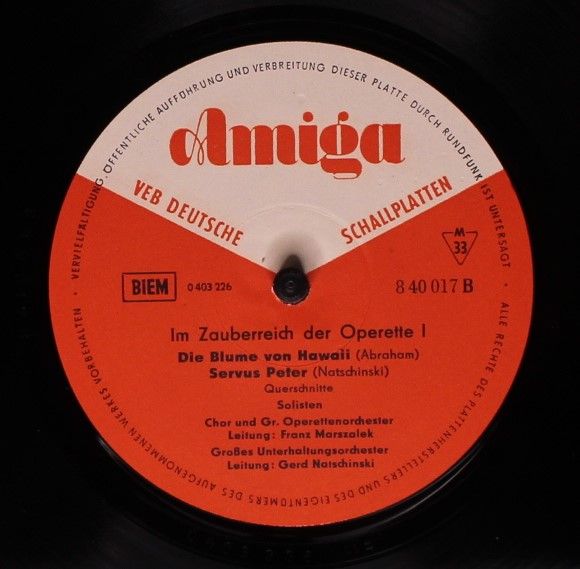 VERVIELFÄLTIGUNG, ÖFFENTLICHE AUFFÜHRUNG UND VERBREITUNG DIESER PLATTE DURCH RUNDFUNK IST UNTERSAGT • ALLE RECHTE DES PLATTENHERSTELLERS UND DES EIGENTÜMERS DES AUFGENOMMENEN WERKES VORBEHALTEN •
Amiga
VEB DEUTSCHE SCHALLPLATTEN
M
33
BIEM 0 403 226 8 40 017 B
Im Zauberreich der Operette I
Die Blume von Hawaii (Abraham)
Servus Peter (Natschinski)
Querschnitte
Solisten
Chor und Gr. Operettenorchester
Leitung: Franz Marszalek
Großes Unterhaltungsorchester
Leitung: Gerd Natschinski